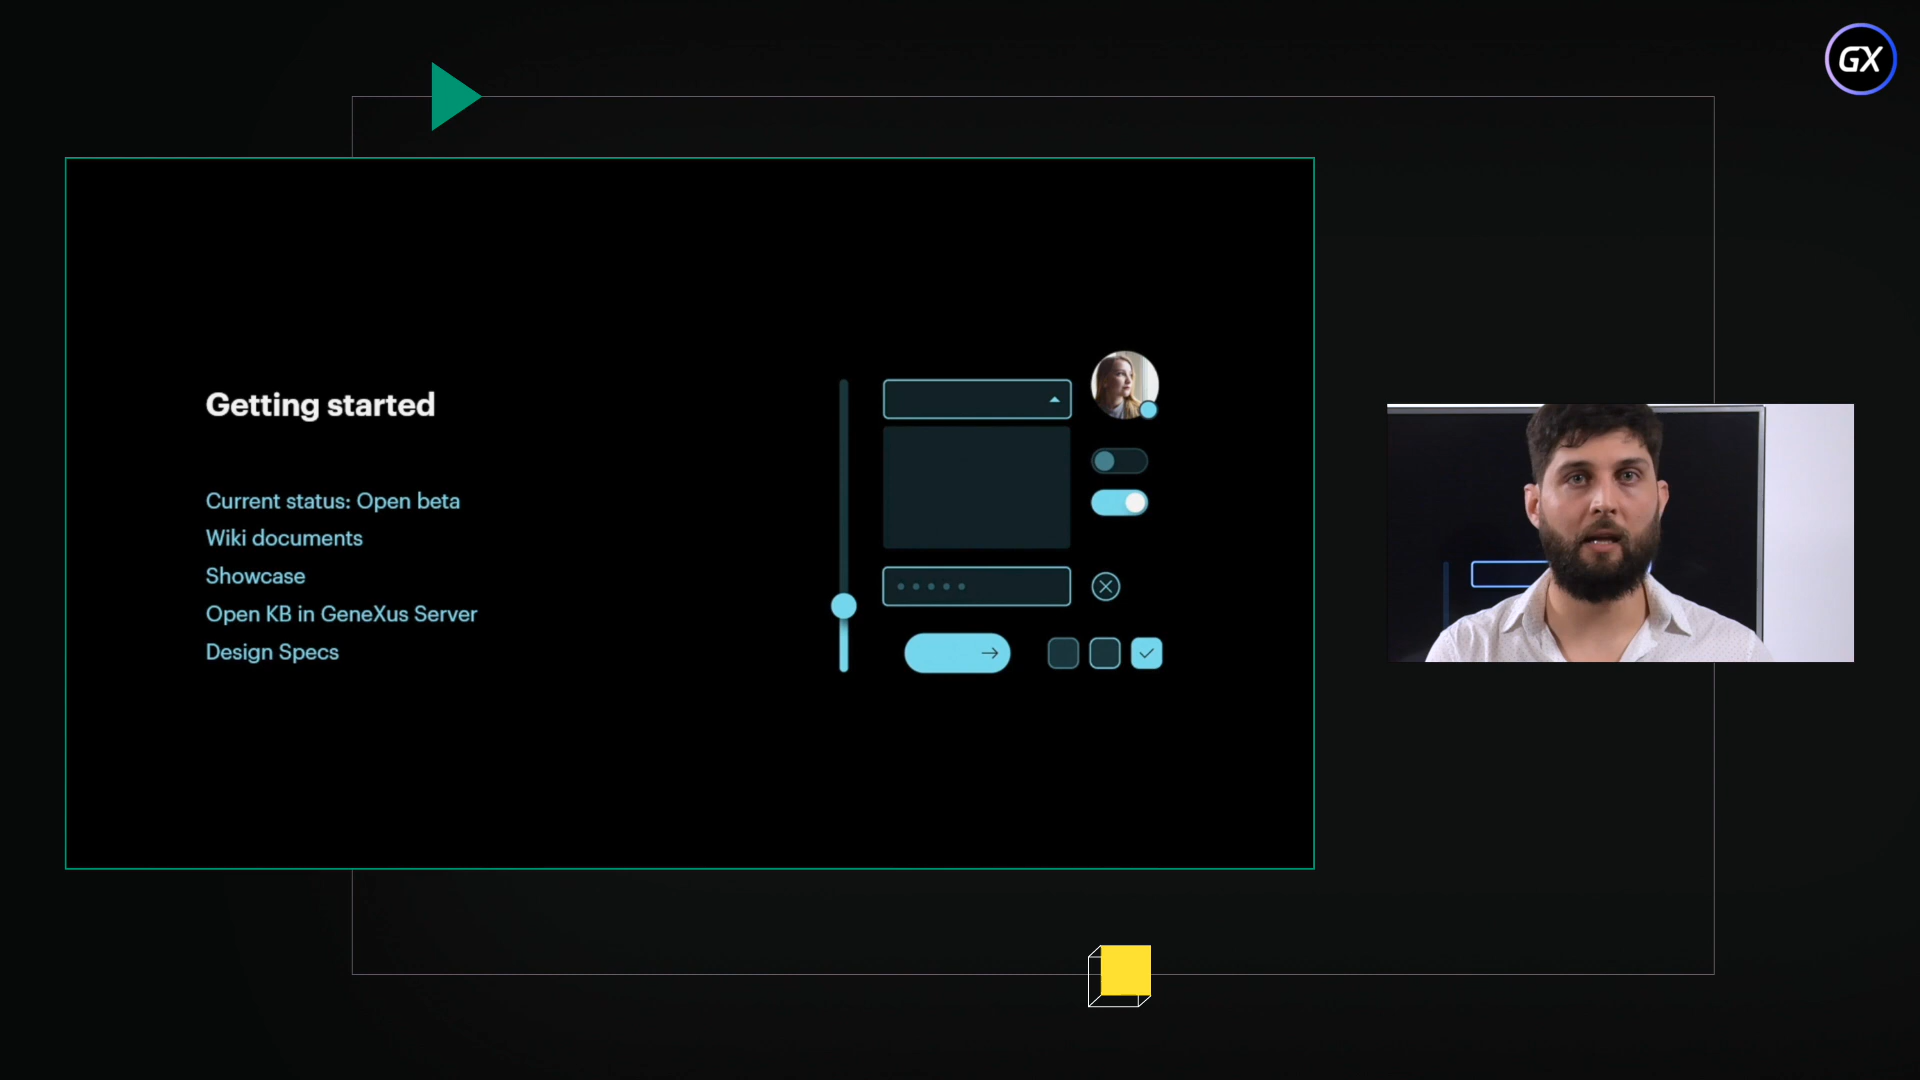 GX
Getting started
Current status: Open beta
Wiki documents
Showcase
Open KB in GeneXus Server
Design Specs